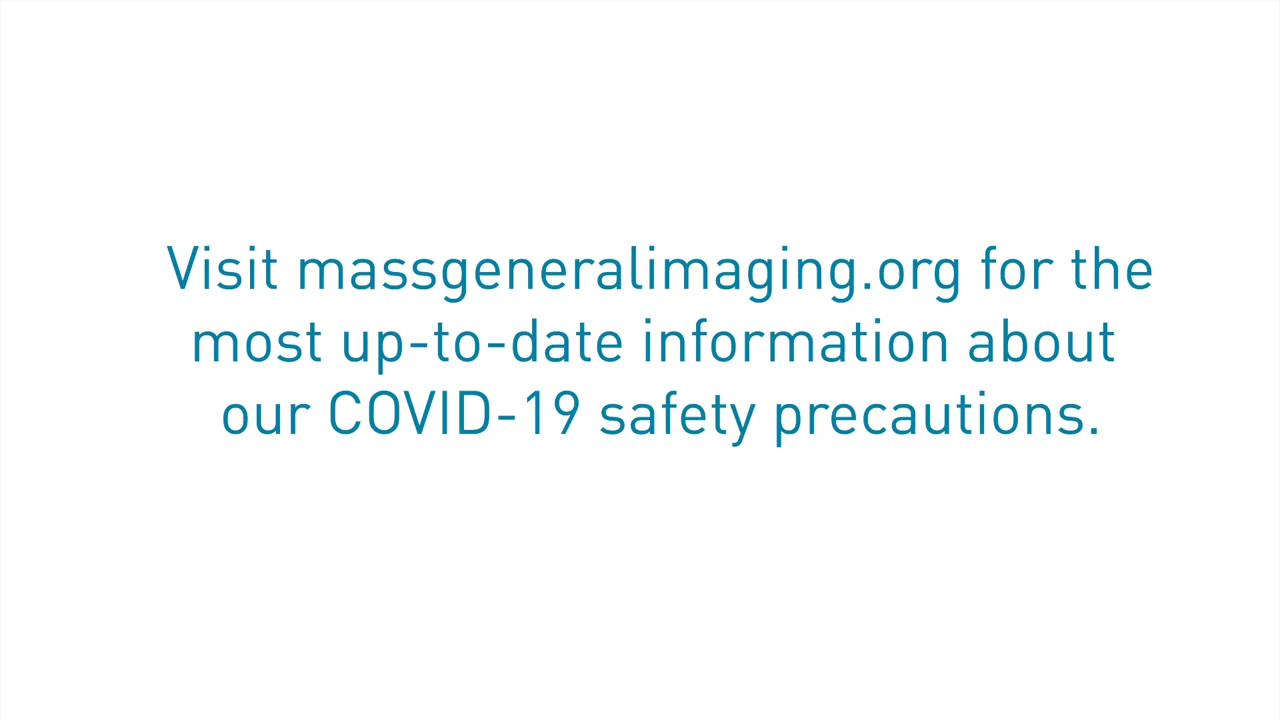 Visit massgeneralimaging.org for the
most up-to-date information about
our COVID-19 safety precautions.